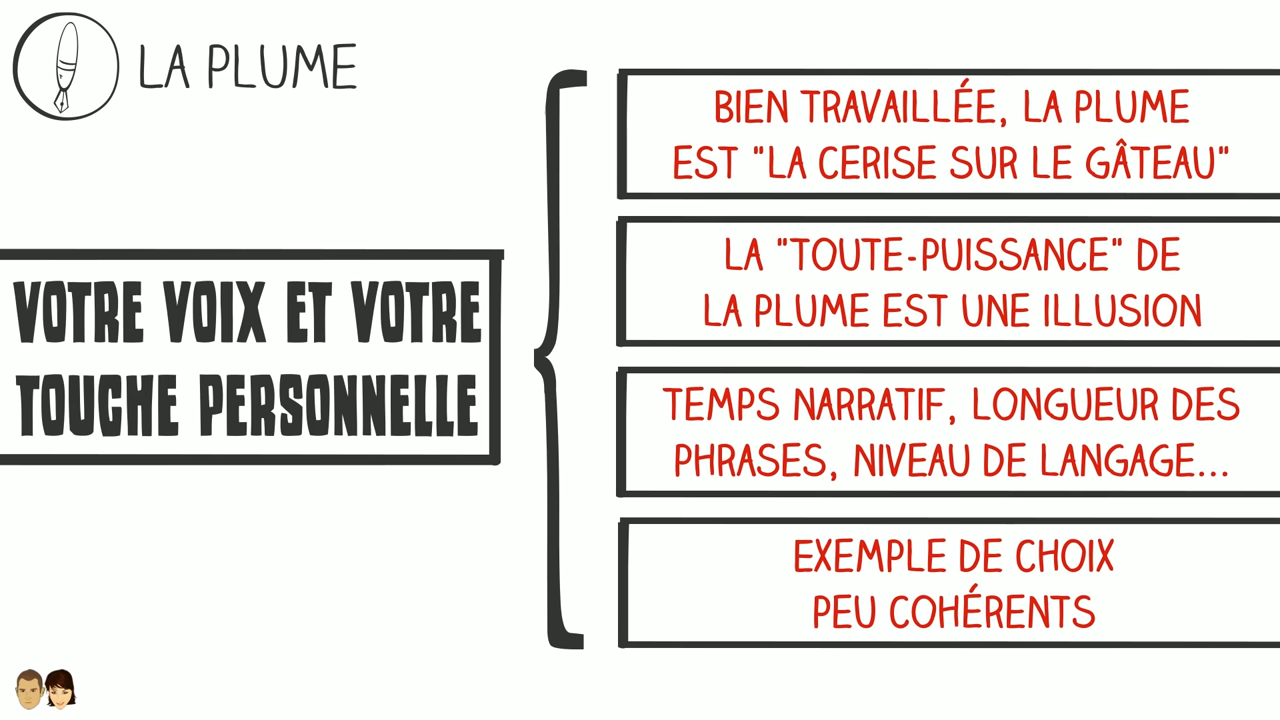 LA PLUME
VOTRE VOIX ET VOTRE
TOUCHE PERSONNELLE
BIEN TRAVAILLÉE, LA PLUME
EST "LA CERISE SUR LE GÂTEAU"
LA "TOUTE-PUISSANCE" DE
LA PLUME EST UNE ILLUSION
TEMPS NARRATIF, LONGUEUR DES
PHRASES, NIVEAU DE LANGAGE...
EXEMPLE DE CHOIX
PEU COHÉRENTS